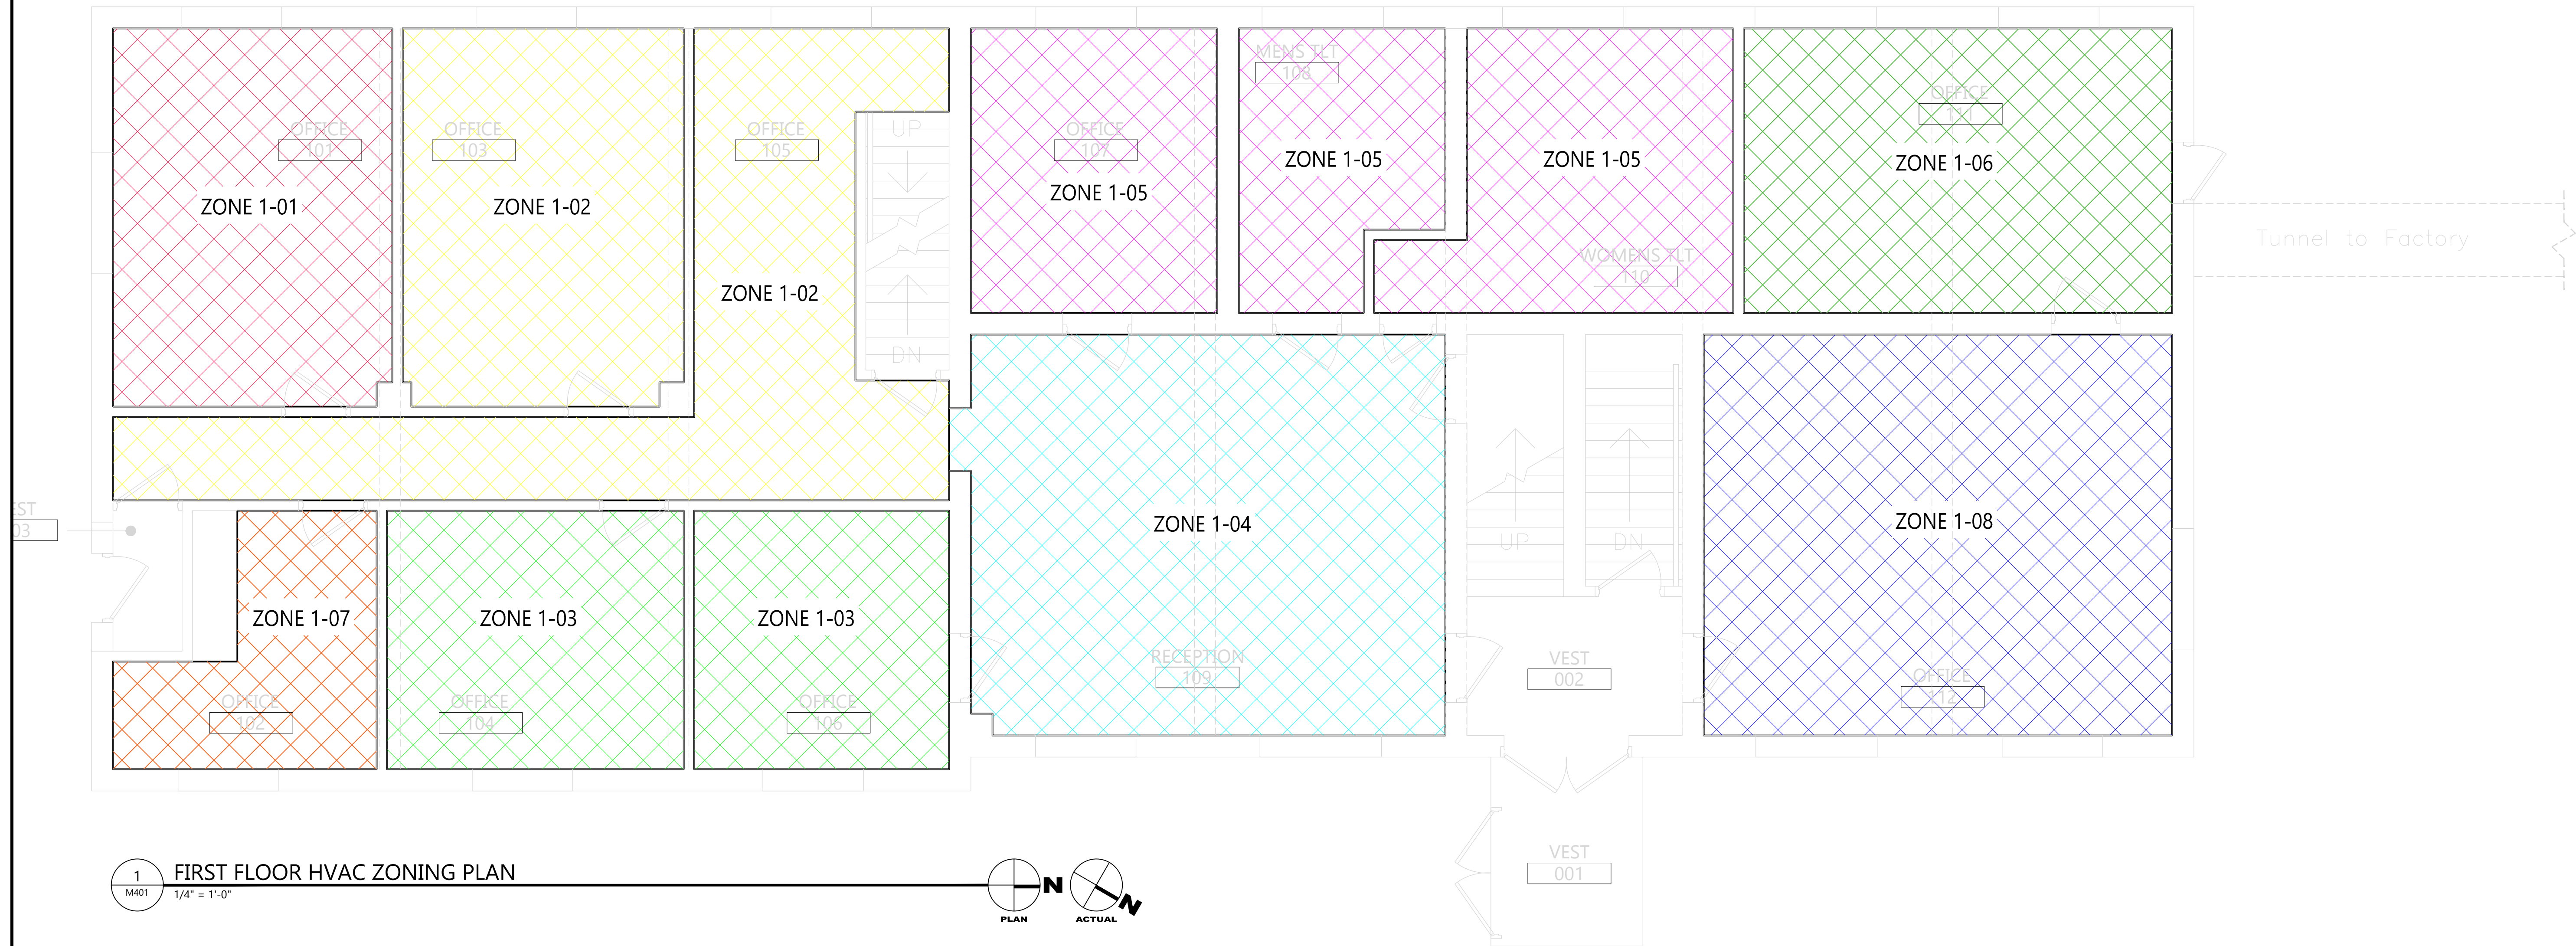 MENS TLT
108
OFFICE
111
OFFICE
101
OFFICE
103
OFFICE
105
UP
OFFICE
107
ZONE 1-05
ZONE 1-05
ZONE 1-06
ZONE 1-05
ZONE 1-01
ZONE 1-02
Tunnel to Factory
WOMENS TLT
110
ZONE 1-02
DN
03
ZONE 1-04
ZONE 1-08
UP
DN
ZONE 1-07
ZONE 1-03
ZONE 1-03
RECEPTION
109
VEST
002
OFFICE
112
OFFICE
102
OFFICE
104
OFFICE
106
VEST
001
1
M401
FIRST FLOOR HVAC ZONING PLAN
1/4" = 1'-0"
N
PLAN
N
ACTUAL